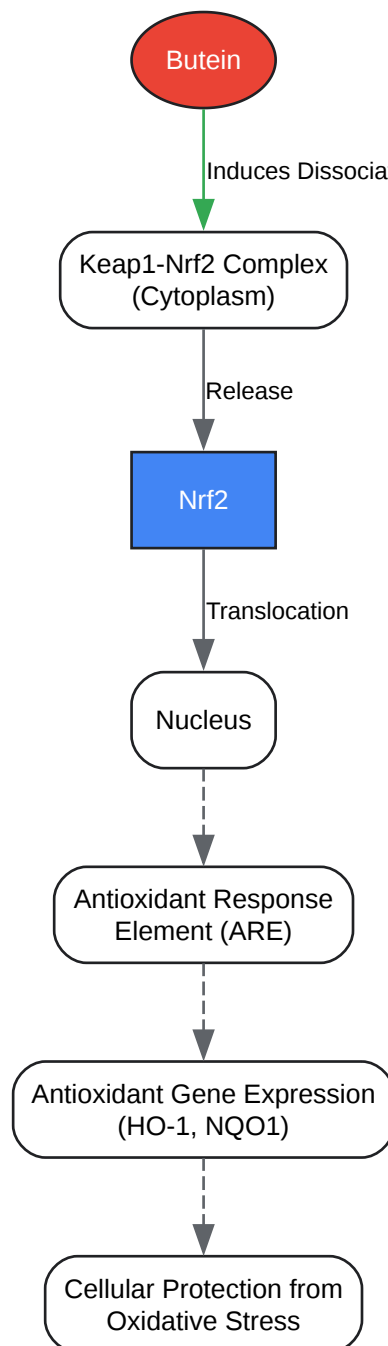 Butein
Induces Dissocia
Keap1-Nrf2 Complex
(Cytoplasm)
Release
Nrf2
Translocation
Nucleus
Antioxidant Response
Element (ARE)
Antioxidant Gene Expression
(HO-1, NQO1)
Cellular Protection from
Oxidative Stress